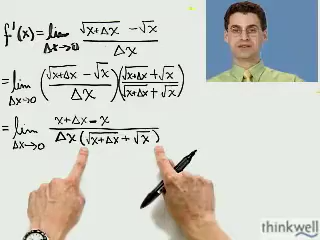 f'(x) = lim Δx→0 (√x+Δx − √x) / Δx
= lim Δx→0 ((√x+Δx − √x) / Δx) ((√x+Δx + √x) / (√x+Δx + √x))
= lim Δx→0 (x+Δx − x) / (Δx (√x+Δx + √x))
thinkwell